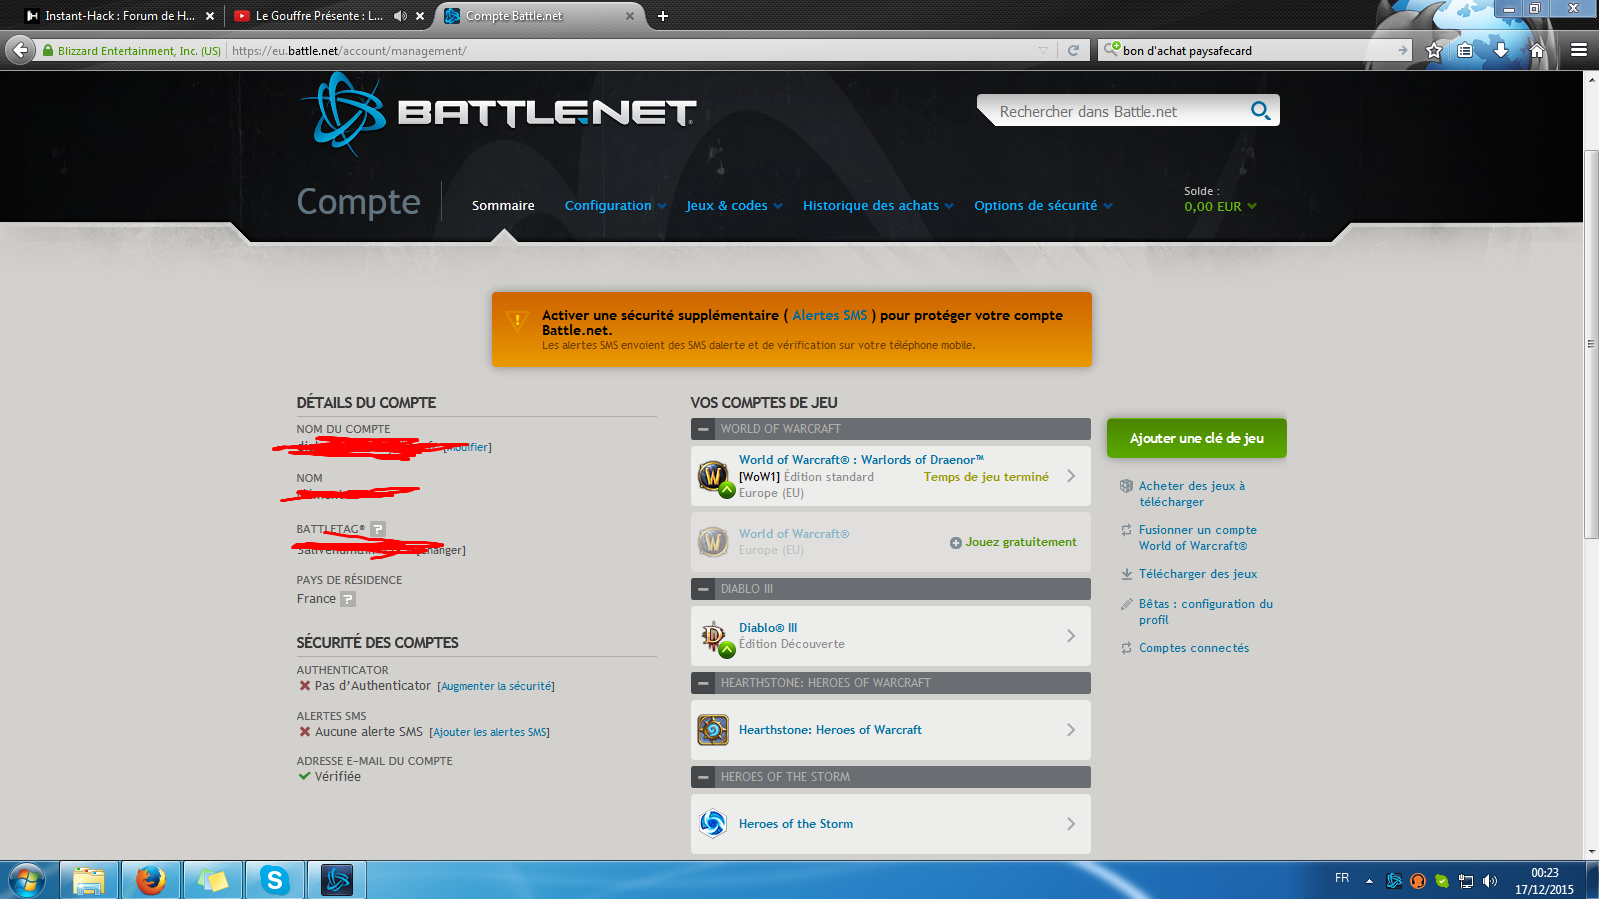 Instant-Hack : Forum de H...
Le Gouffre Présente : L...
Compte Battle.net
Blizzard Entertainment, Inc. (US)
https://eu.battle.net/account/management/
bon d'achat paysafecard
BATTLE.NET
Rechercher dans Battle.net
Compte
Sommaire
Configuration
Jeux & codes
Historique des achats
Options de sécurité
Solde :
0,00 EUR
Activer une sécurité supplémentaire ( Alertes SMS ) pour protéger votre compte
Battle.net.
Les alertes SMS envoient des SMS dalerte et de vérification sur votre téléphone mobile.
DÉTAILS DU COMPTE
NOM DU COMPTE
[modifier]
NOM
BATTLETAG® ?
[changer]
PAYS DE RÉSIDENCE
France ?
SÉCURITÉ DES COMPTES
AUTHENTICATOR
Pas d'Authenticator [Augmenter la sécurité]
ALERTES SMS
Aucune alerte SMS [Ajouter les alertes SMS]
ADRESSE E-MAIL DU COMPTE
Vérifiée
VOS COMPTES DE JEU
WORLD OF WARCRAFT
World of Warcraft® : Warlords of Draenor™
[WoW1] Édition standard
Temps de jeu terminé
Europe (EU)
World of Warcraft®
Europe (EU)
Jouez gratuitement
DIABLO III
Diablo® III
Édition Découverte
HEARTHSTONE: HEROES OF WARCRAFT
Hearthstone: Heroes of Warcraft
HEROES OF THE STORM
Heroes of the Storm
Ajouter une clé de jeu
Acheter des jeux à
télécharger
Fusionner un compte
World of Warcraft®
Télécharger des jeux
Bêtas : configuration du
profil
Comptes connectés
FR
00:23
17/12/2015